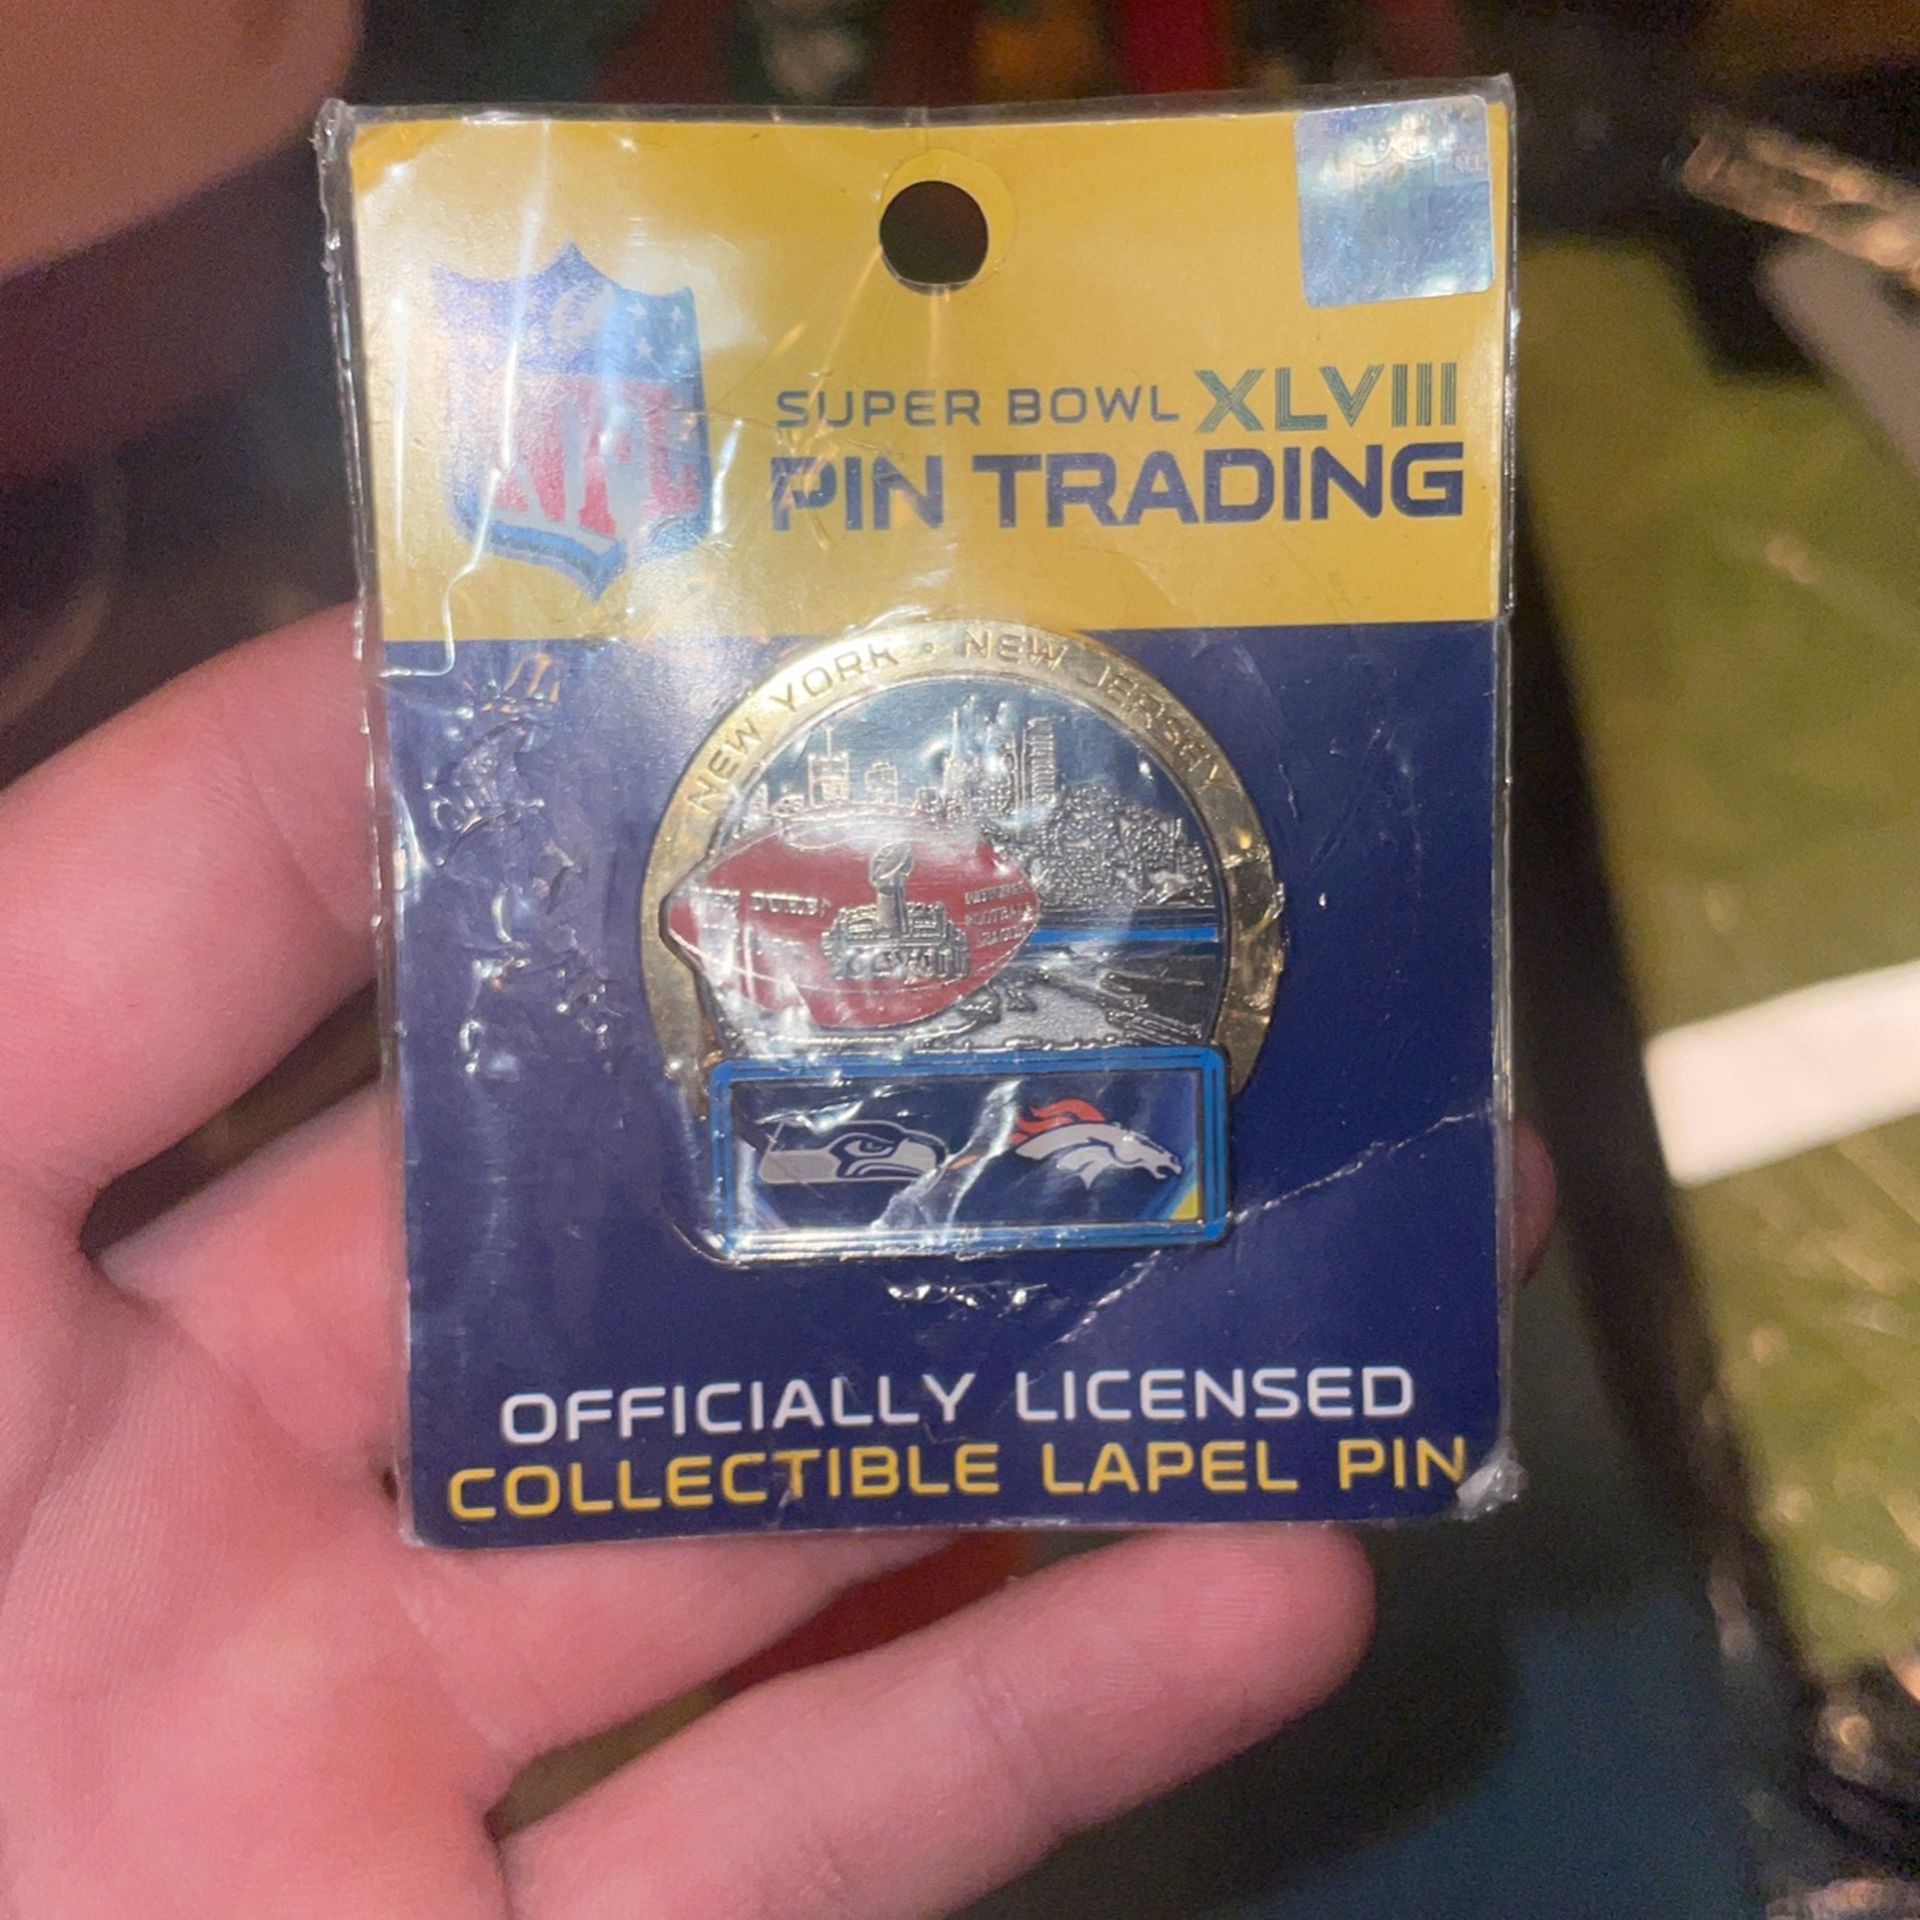 NFL
SUPER BOWL XLVIII
PIN TRADING
NEW YORK • NEW JERSEY
OFFICIALLY LICENSED
COLLECTIBLE LAPEL PIN